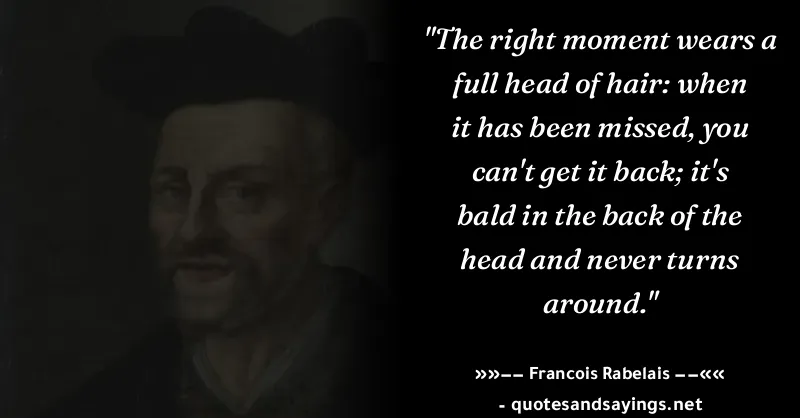 "The right moment wears a
full head of hair: when
it has been missed, you
can't get it back; it's
bald in the back of the
head and never turns
around."
»»−− Francois Rabelais −−««
- quotesandsayings.net